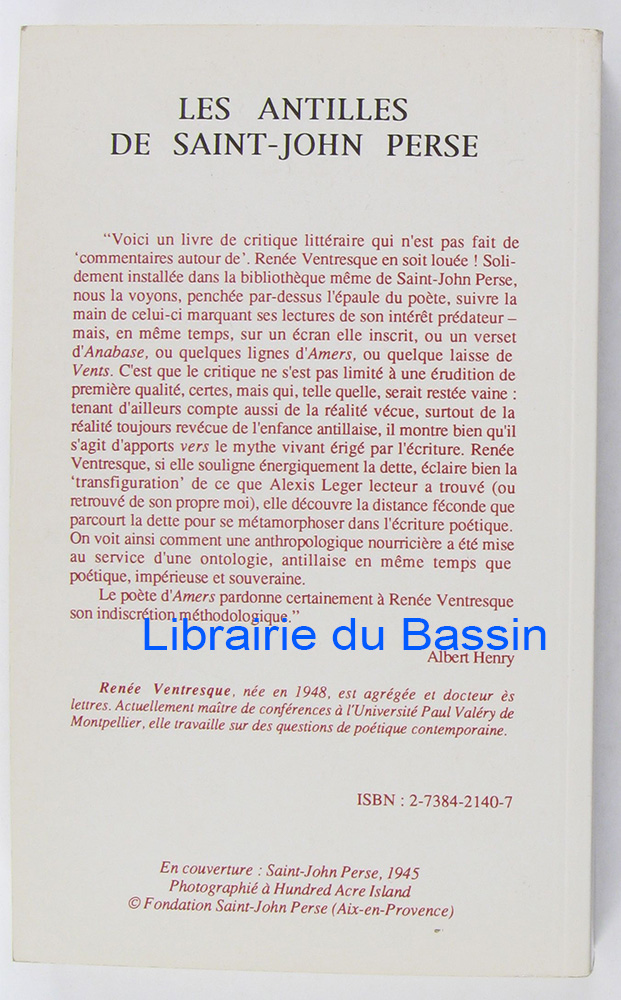 LES ANTILLES
DE SAINT-JOHN PERSE
“Voici un livre de critique littéraire qui n'est pas fait de
‘commentaires autour de’. Renée Ventresque en soit louée ! Soli-
dement installée dans la bibliothèque même de Saint-John Perse,
nous la voyons, penchée par-dessus l'épaule du poète, suivre la
main de celui-ci marquant ses lectures de son intérêt prédateur –
mais, en même temps, sur un écran elle inscrit, ou un verset
d'Anabase, ou quelques lignes d'Amers, ou quelque laisse de
Vents. C'est que le critique ne s'est pas limité à une érudition de
première qualité, certes, mais qui, telle quelle, serait restée vaine :
tenant d'ailleurs compte aussi de la réalité vécue, surtout de la
réalité toujours revécue de l'enfance antillaise, il montre bien qu'il
s'agit d'apports vers le mythe vivant érigé par l'écriture. Renée
Ventresque, si elle souligne énergiquement la dette, éclaire bien la
‘transfiguration’ de ce que Alexis Leger lecteur a trouvé (ou
retrouvé de son propre moi), elle découvre la distance féconde que
parcourt la dette pour se métamorphoser dans l'écriture poétique.
On voit ainsi comment une anthropologique nourricière a été mise
au service d'une ontologie, antillaise en même temps que
poétique, impérieuse et souveraine.
Le poète d'Amers pardonne certainement à Renée Ventresque
son indiscrétion méthodologique.”
Librairie du Bassin
Albert Henry
Renée Ventresque, née en 1948, est agrégée et docteur ès
lettres. Actuellement maître de conférences à l'Université Paul Valéry de
Montpellier, elle travaille sur des questions de poétique contemporaine.
ISBN : 2-7384-2140-7
En couverture : Saint-John Perse, 1945
Photographié à Hundred Acre Island
© Fondation Saint-John Perse (Aix-en-Provence)